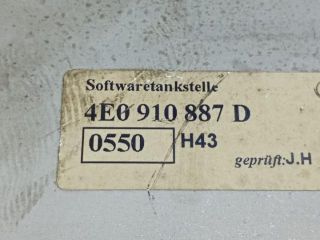 Softwaretankstelle
4E0 910 887 D
0550 H43
geprüft: J.H